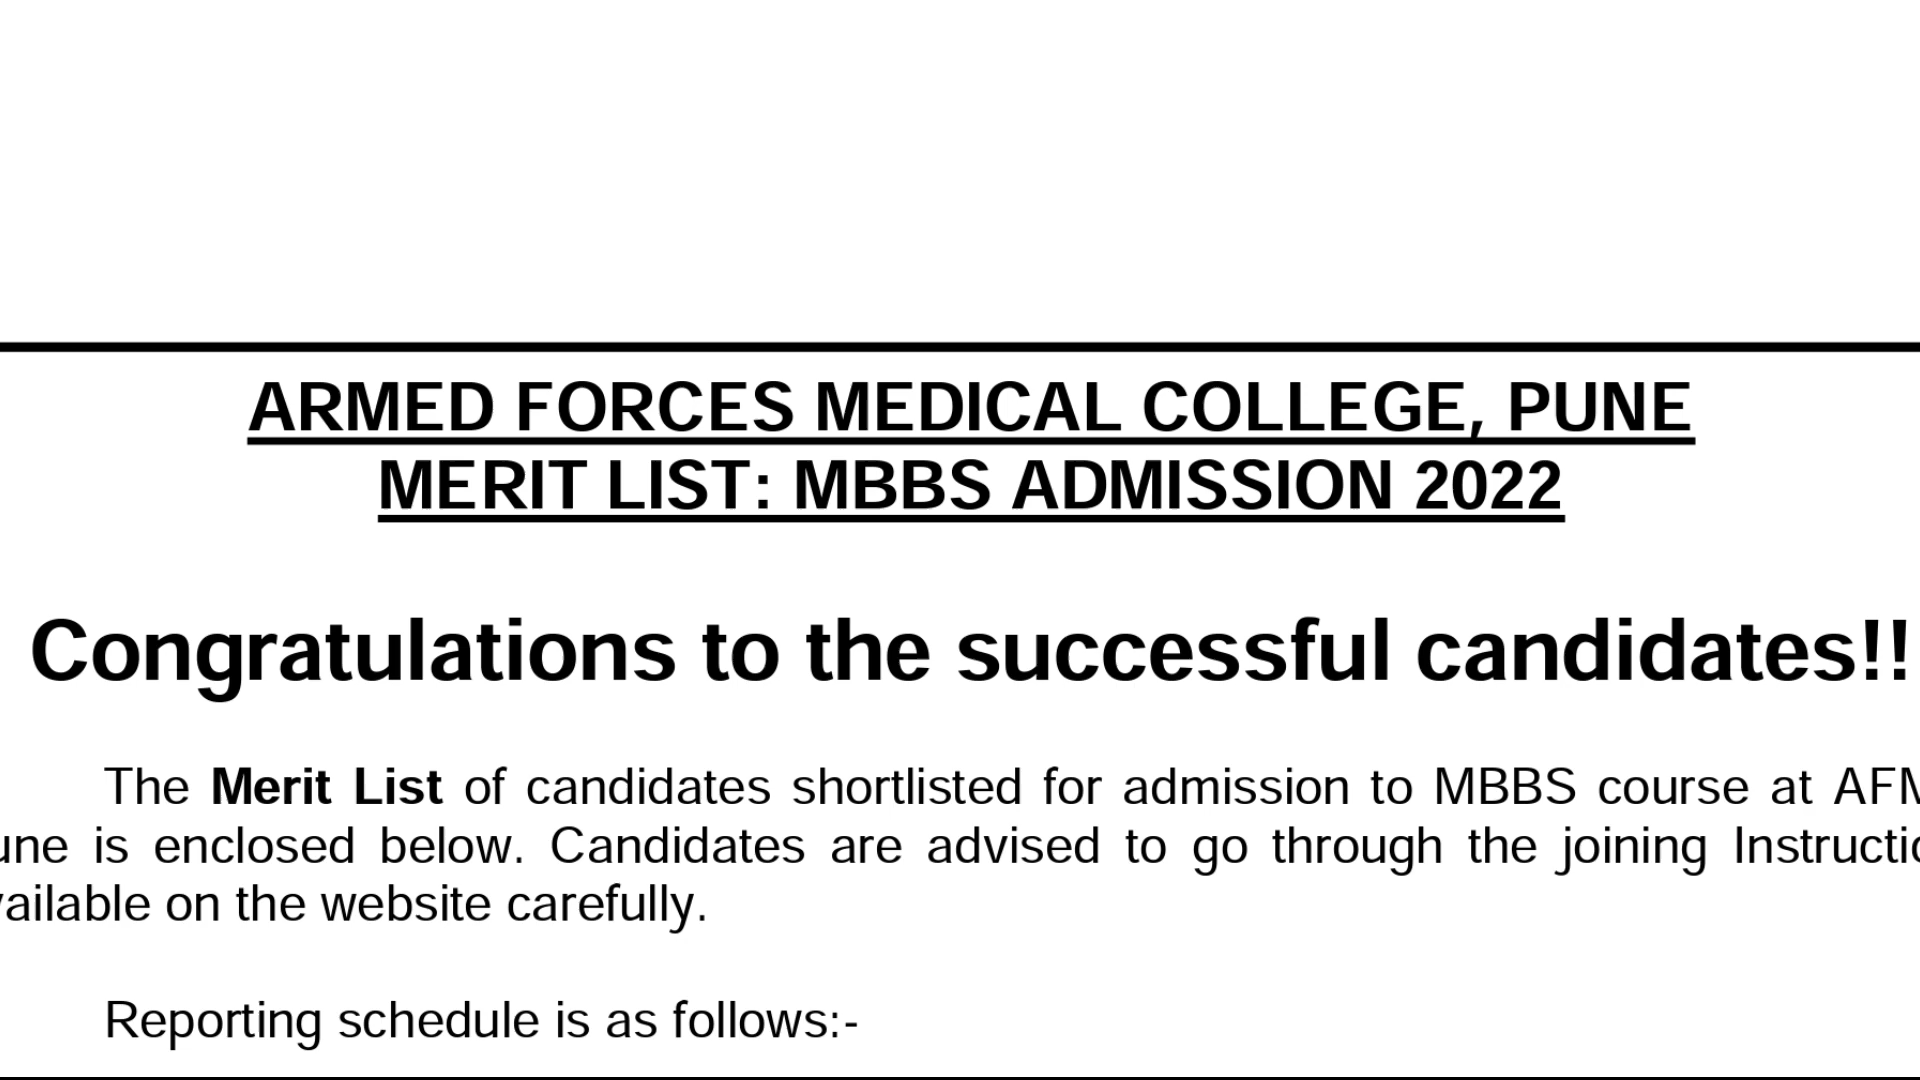 ARMED FORCES MEDICAL COLLEGE, PUNE
MERIT LIST: MBBS ADMISSION 2022
Congratulations to the successful candidates!!
The Merit List of candidates shortlisted for admission to MBBS course at
is enclosed below. Candidates are advised to go through the joining
on the website carefully.
Reporting schedule is as follows:-